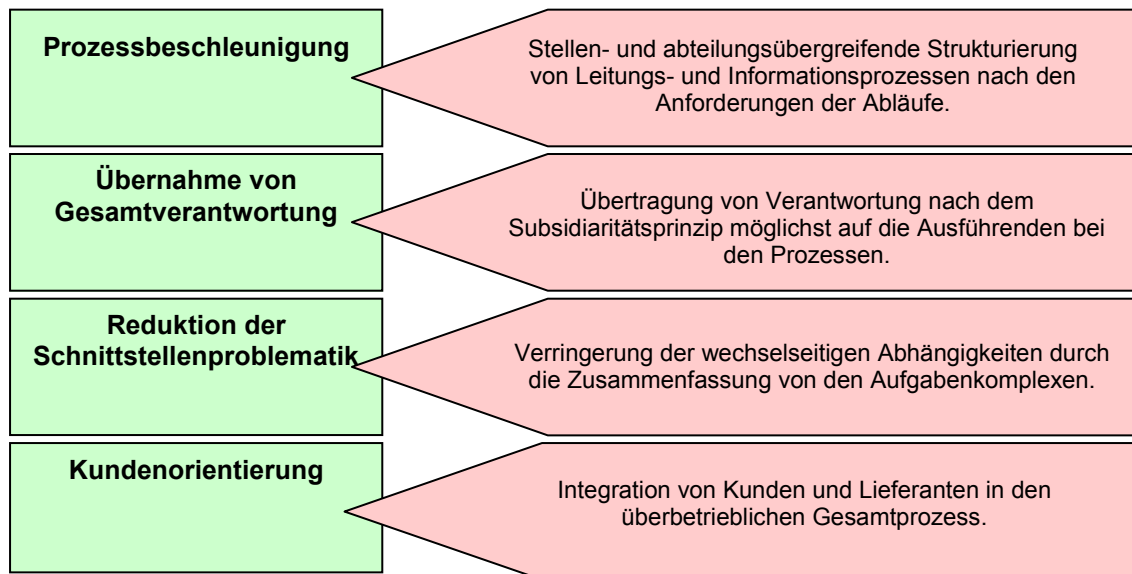 Prozessbeschleunigung
Stellen- und abteilungsübergreifende Strukturierung
von Leitungs- und Informationsprozessen nach den
Anforderungen der Abläufe.
Übernahme von
Gesamtverantwortung
Übertragung von Verantwortung nach dem
Subsidiaritätsprinzip möglichst auf die Ausführenden bei
den Prozessen.
Reduktion der
Schnittstellenproblematik
Verringerung der wechselseitigen Abhängigkeiten durch
die Zusammenfassung von den Aufgabenkomplexen.
Kundenorientierung
Integration von Kunden und Lieferanten in den
überbetrieblichen Gesamtprozess.